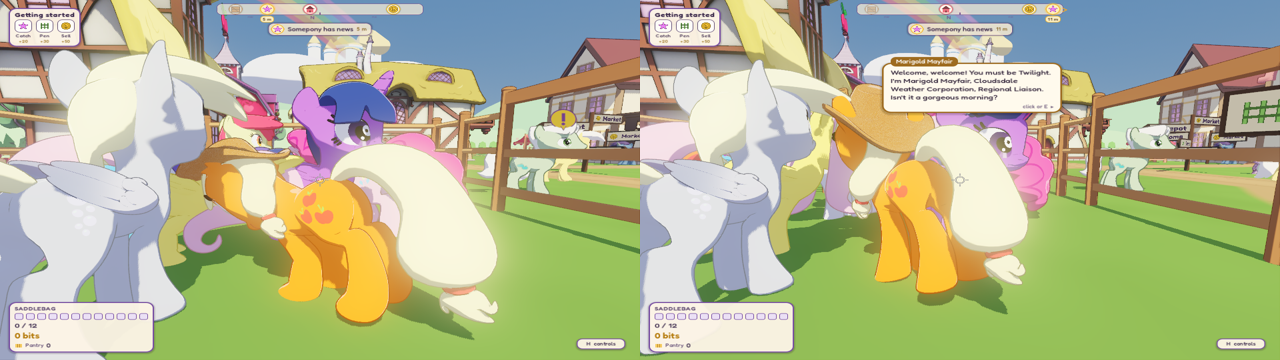 Getting started
Catch
Pen
Sell
5 m
Somepony has news 5 m
!
Market
SADDLEBAG
0 / 12
0 bits
Pantry 0
H controls
Getting started
Catch
Pen
Sell
11 m
Somepony has news 11 m
Marigold Mayfair
Welcome, welcome! You must be Twilight.
I'm Marigold Mayfair, Cloudsdale
Weather Corporation, Regional Liaison.
Isn't it a gorgeous morning?
click or E
Market
Market
SADDLEBAG
0 / 12
0 bits
Pantry 0
H controls